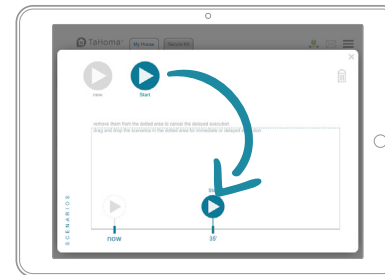 TaHoma
My House
×
now
Start
remove them from the dotted area to cancel the delayed execution
drag and drop the scenarios in the dotted area for immediate or delayed execution
SCENARIOS
now
35'